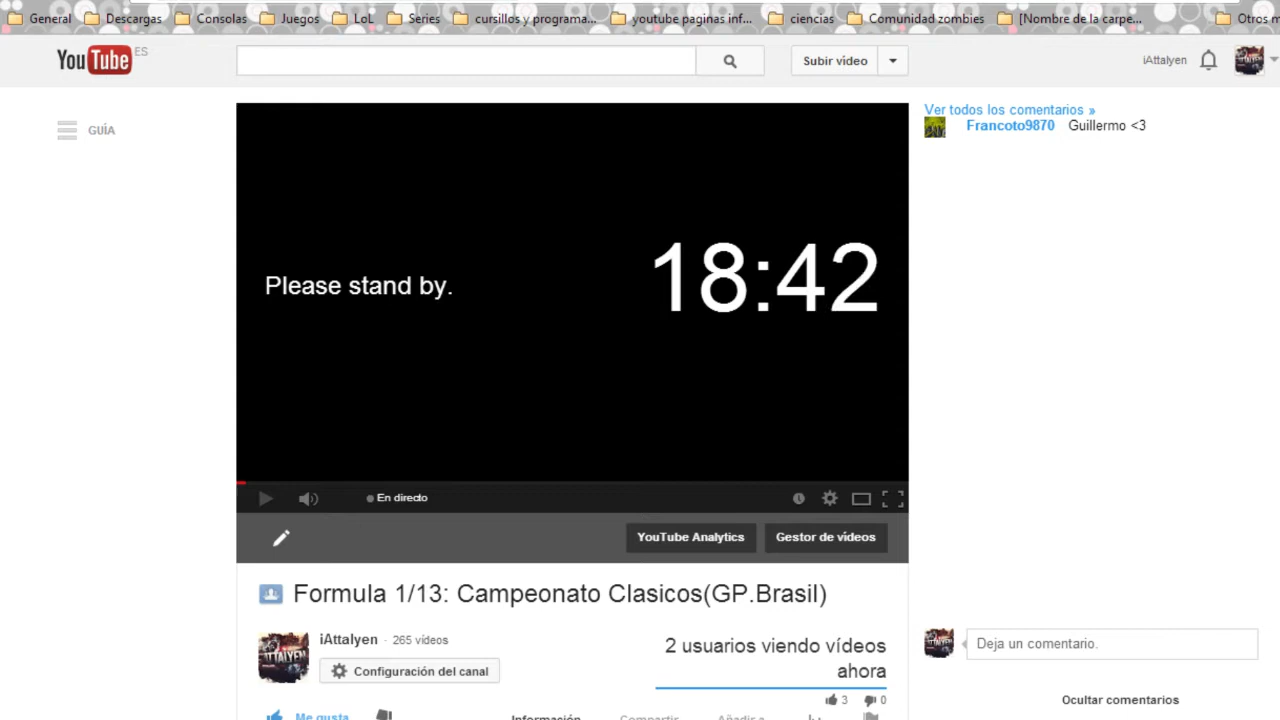 General Descargas Consolas Juegos LoL Series cursillos y programa... youtube paginas inf... ciencias Comunidad zombies [Nombre de la carpe... Otros m
YouTube ES
Subir vídeo
iAttalyen
GUÍA
Please stand by.
18:42
En directo
YouTube Analytics Gestor de vídeos
Formula 1/13: Campeonato Clasicos(GP.Brasil)
iAttalyen · 265 vídeos
Configuración del canal
2 usuarios viendo vídeos
ahora
3 0
Me gusta Información Compartir Añadir a
Ver todos los comentarios »
Francoto9870 Guillermo <3
Deja un comentario.
Ocultar comentarios